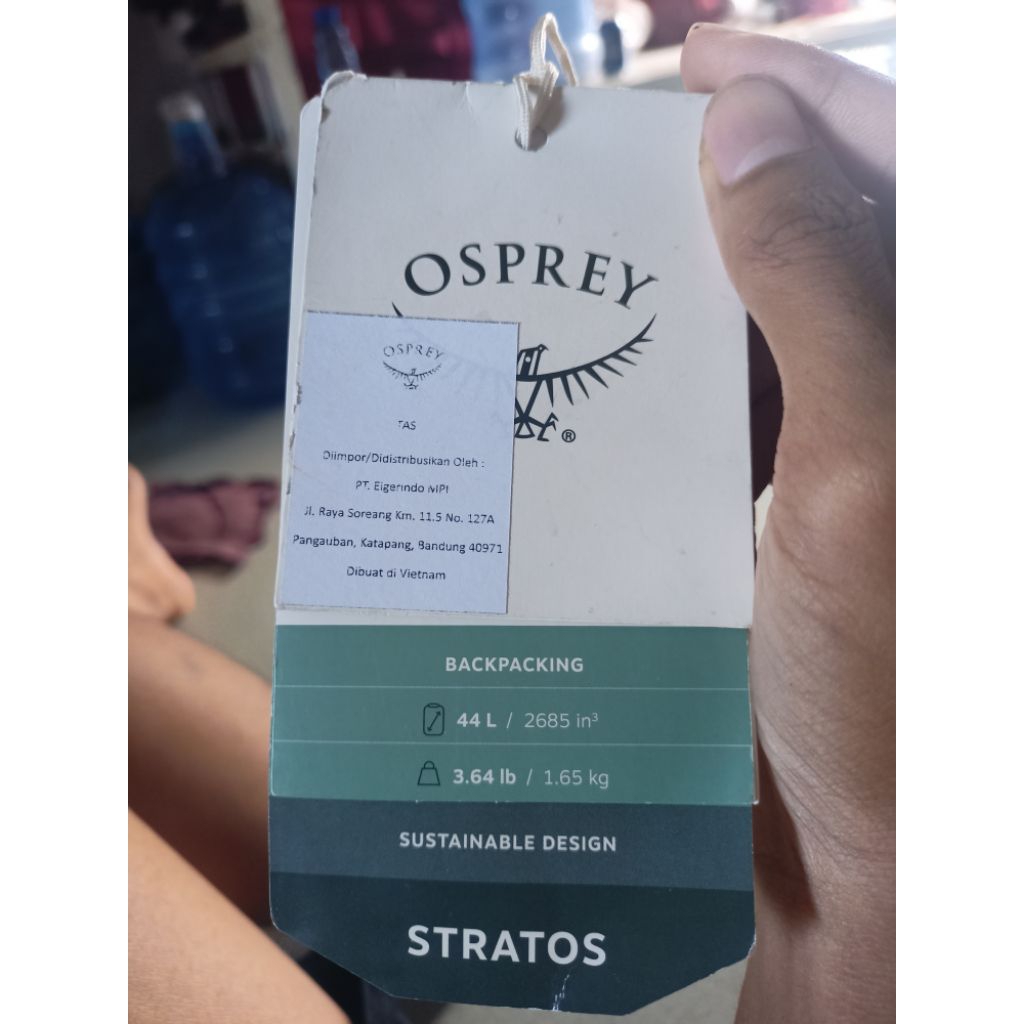 OSPREY
®
OSPREY
TAS
Diimpor/Didistribusikan Oleh :
PT. Eigerindo MPI
Jl. Raya Soreang Km. 11.5 No. 127A
Pangauban, Katapang, Bandung 40971
Dibuat di Vietnam
BACKPACKING
44 L / 2685 in³
3.64 lb / 1.65 kg
SUSTAINABLE DESIGN
STRATOS